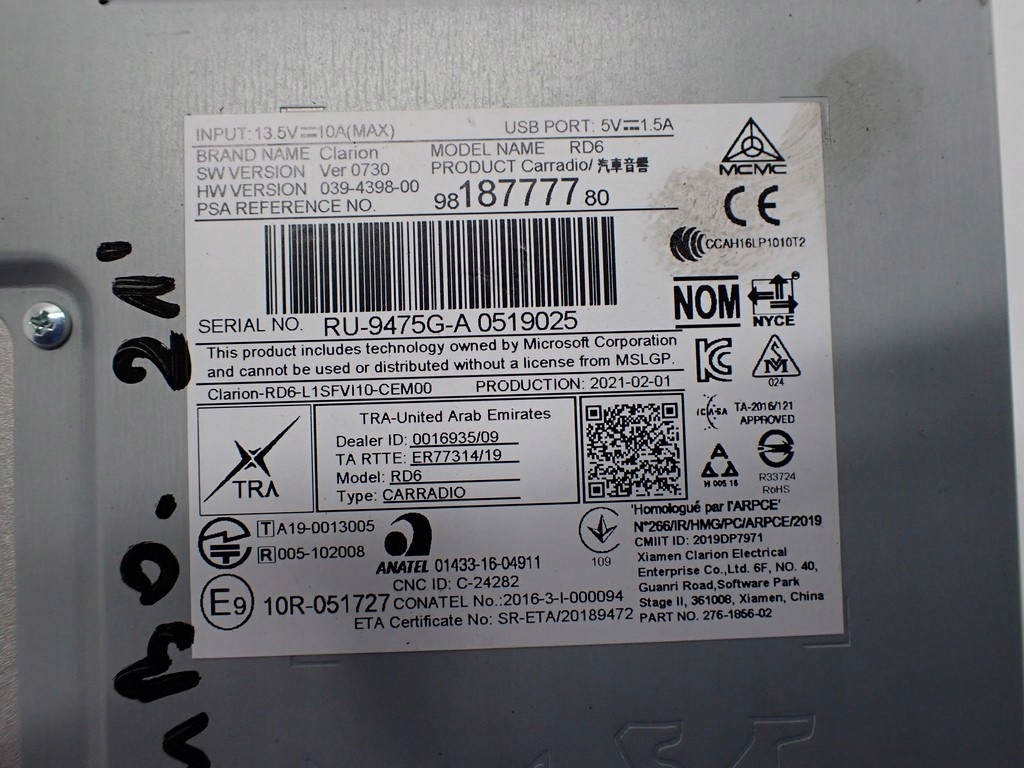 INPUT: 13.5V⎓10A(MAX) USB PORT: 5V⎓1.5A
BRAND NAME Clarion MODEL NAME RD6
SW VERSION Ver 0730 PRODUCT Carradio/ 汽車音響
HW VERSION 039-4398-00
PSA REFERENCE NO. 98 187777 80
SERIAL NO. RU-9475G-A 0519025
This product includes technology owned by Microsoft Corporation
and cannot be used or distributed without a license from MSLGP.
Clarion-RD6-L1SFVI10-CEM00 PRODUCTION: 2021-02-01
TRA
TRA-United Arab Emirates
Dealer ID: 0016935/09
TA RTTE: ER77314/19
Model: RD6
Type: CARRADIO
T A19-0013005
R 005-102008
ANATEL 01433-16-04911
CNC ID: C-24282
E9 10R-051727 CONATEL No.:2016-3-I-000094
ETA Certificate No: SR-ETA/20189472
MCMC
CE
CCAH16LP1010T2
NOM NYCE
024
ICASA TA-2016/121
APPROVED
R33724
RoHS
109
'Homologué par l'ARPCE'
N°266/IR/HMG/PC/ARPCE/2019
CMIIT ID: 2019DP7971
Xiamen Clarion Electrical
Enterprise Co.,Ltd. 6F, NO. 40,
Guanri Road,Software Park
Stage II, 361008, Xiamen, China
PART NO. 276-1856-02